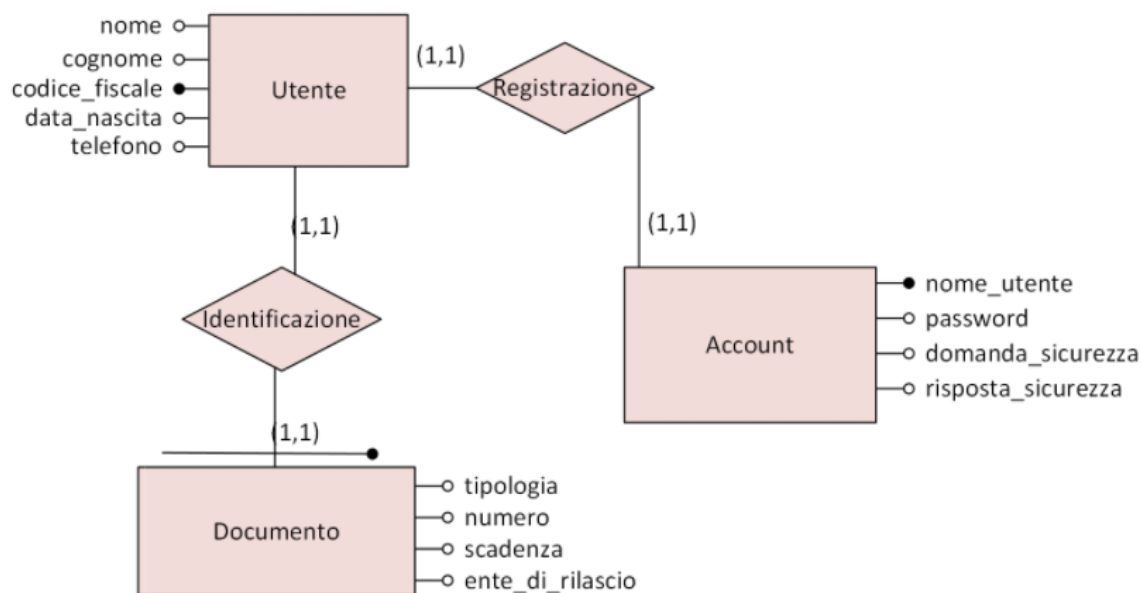 nome
cognome
codice_fiscale
data_nascita
telefono
Utente
(1,1)
Registrazione
(1,1)
(1,1)
Identificazione
(1,1)
Account
nome_utente
password
domanda_sicurezza
risposta_sicurezza
Documento
tipologia
numero
scadenza
ente_di_rilascio